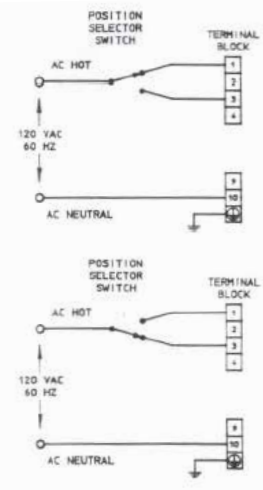 POSITION
SELECTOR
SWITCH
TERMINAL
BLOCK
AC HOT
1
2
3
4
120 VAC
60 HZ
9
10
AC NEUTRAL
POSITION
SELECTOR
SWITCH
TERMINAL
BLOCK
AC HOT
1
2
3
4
120 VAC
60 HZ
9
10
AC NEUTRAL